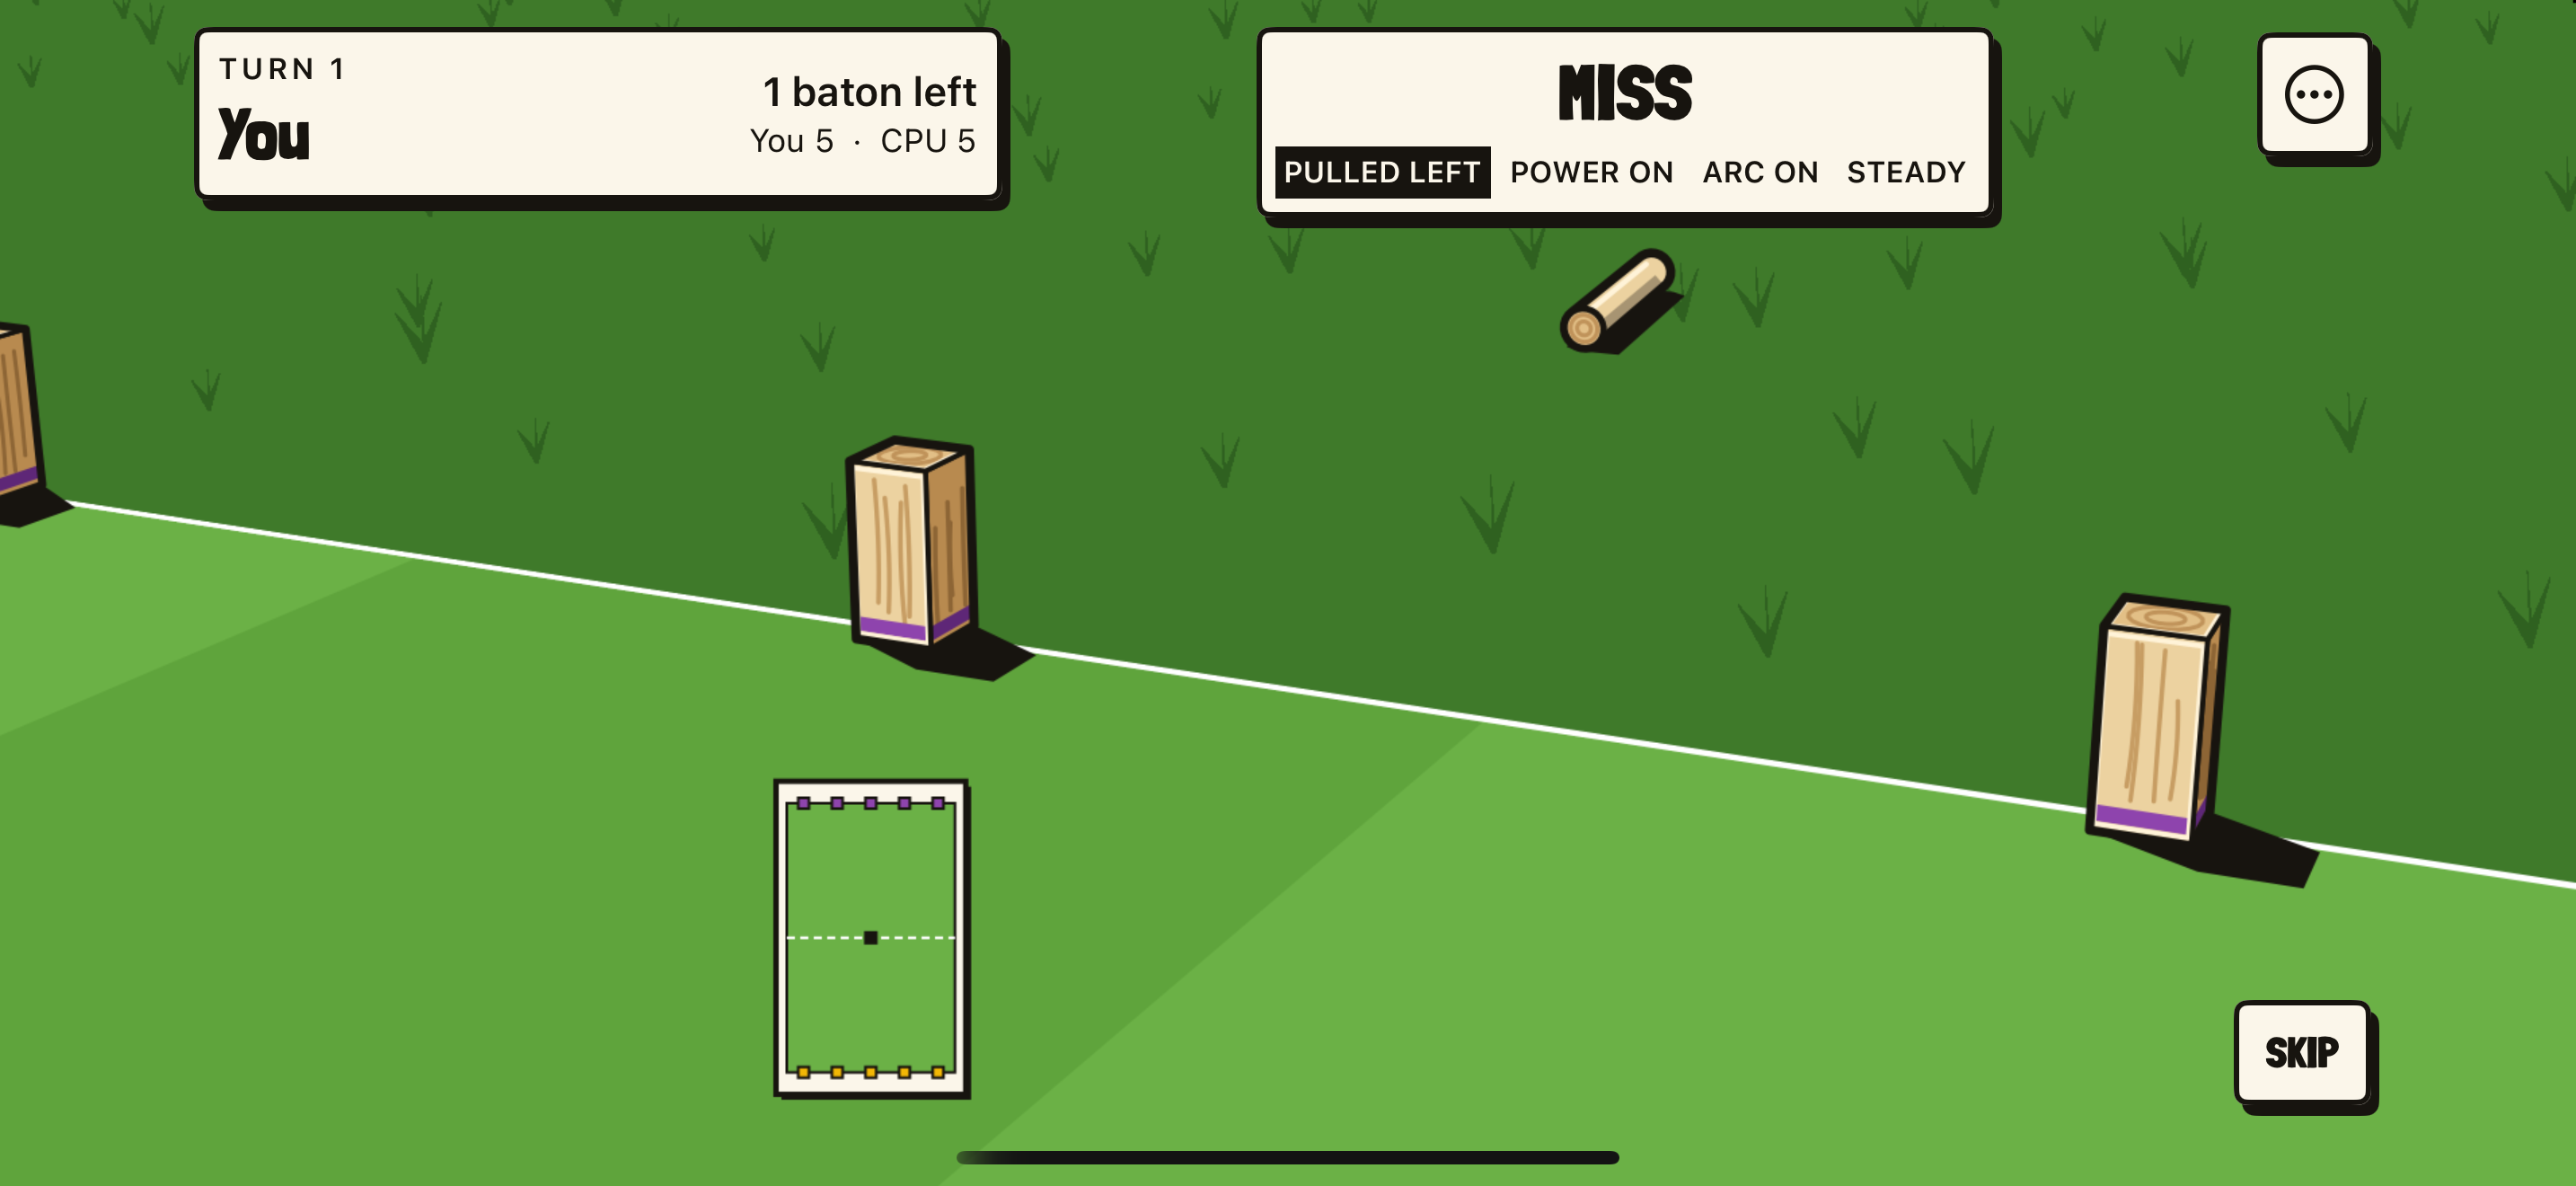 TURN 1
You
1 baton left
You 5 · CPU 5
MISS
PULLED LEFT POWER ON ARC ON STEADY
SKIP